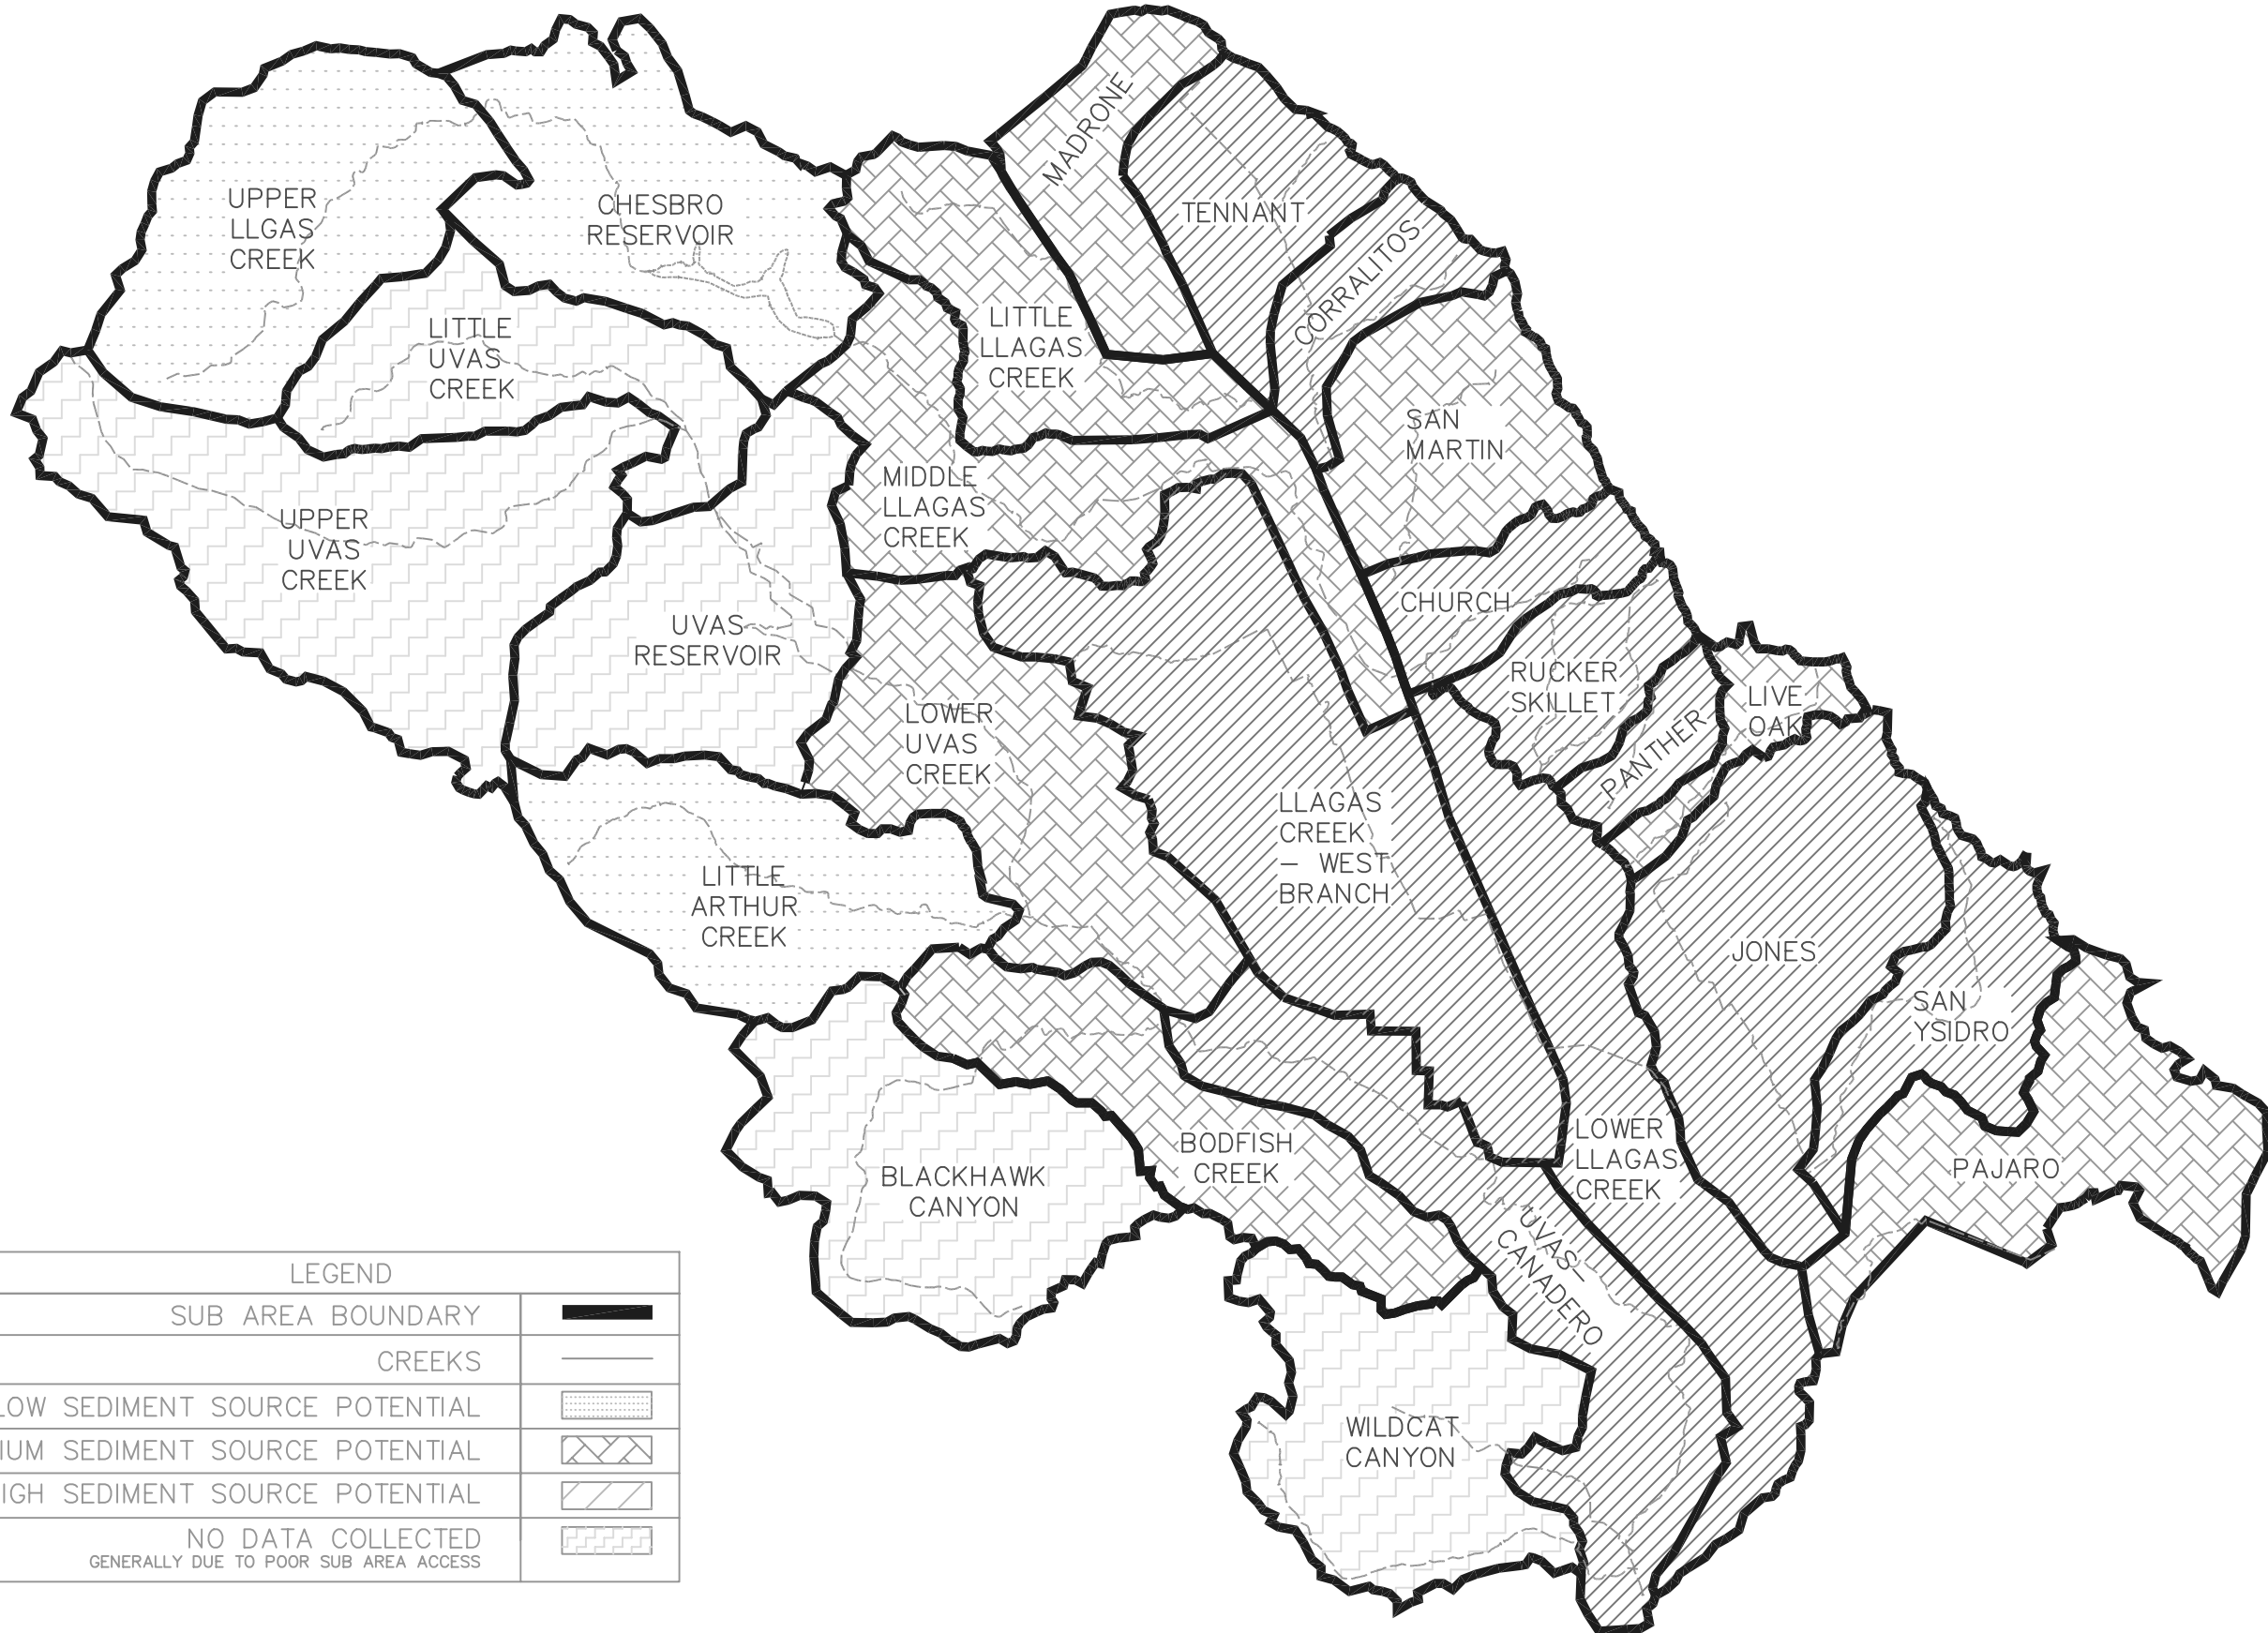 MADRONE
UPPER
LLGAS
CREEK
CHESBRO
RESERVOIR
TENNANT
CORRALITOS
LITTLE
UVAS
CREEK
LITTLE
LLAGAS
CREEK
SAN
MARTIN
MIDDLE
LLAGAS
CREEK
UPPER
UVAS
CREEK
CHURCH
UVAS
RESERVOIR
RUCKER
SKILLET
LIVE
OAK
PANTHER
LOWER
UVAS
CREEK
LLAGAS
CREEK
– WEST
BRANCH
LITTLE
ARTHUR
CREEK
JONES
SAN
YSIDRO
LOWER
LLAGAS
CREEK
BODFISH
CREEK
PAJARO
BLACKHAWK
CANYON
UVAS–
CANADERO
WILDCAT
CANYON
LEGEND
SUB AREA BOUNDARY
CREEKS
LOW SEDIMENT SOURCE POTENTIAL
IUM SEDIMENT SOURCE POTENTIAL
IGH SEDIMENT SOURCE POTENTIAL
NO DATA COLLECTED
GENERALLY DUE TO POOR SUB AREA ACCESS